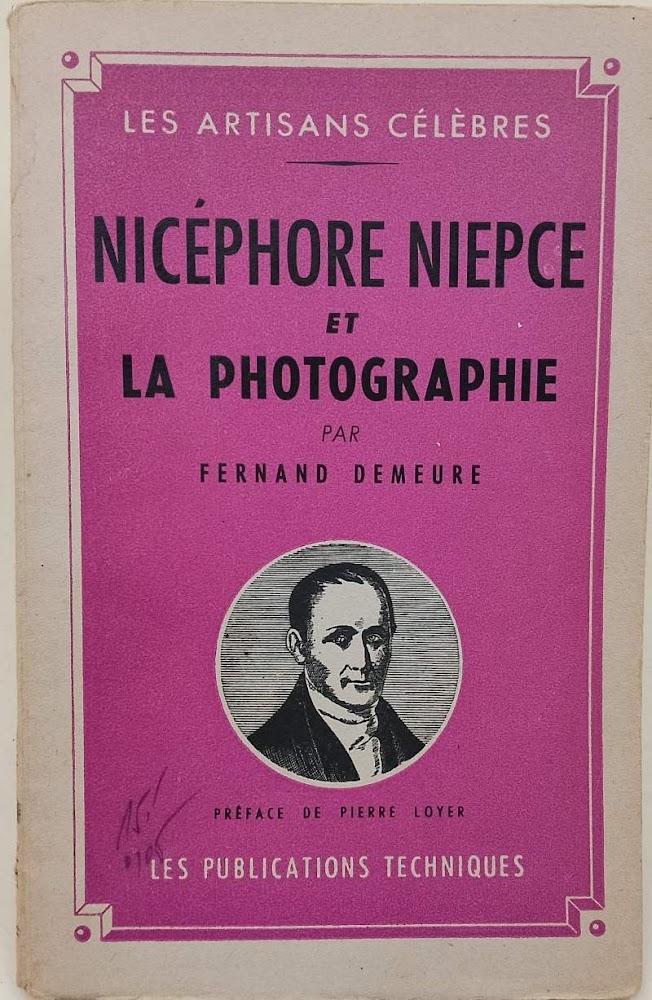 LES ARTISANS CÉLÈBRES
NICÉPHORE NIEPCE
ET
LA PHOTOGRAPHIE
PAR
FERNAND DEMEURE
PRÉFACE DE PIERRE LOYER
LES PUBLICATIONS TECHNIQUES